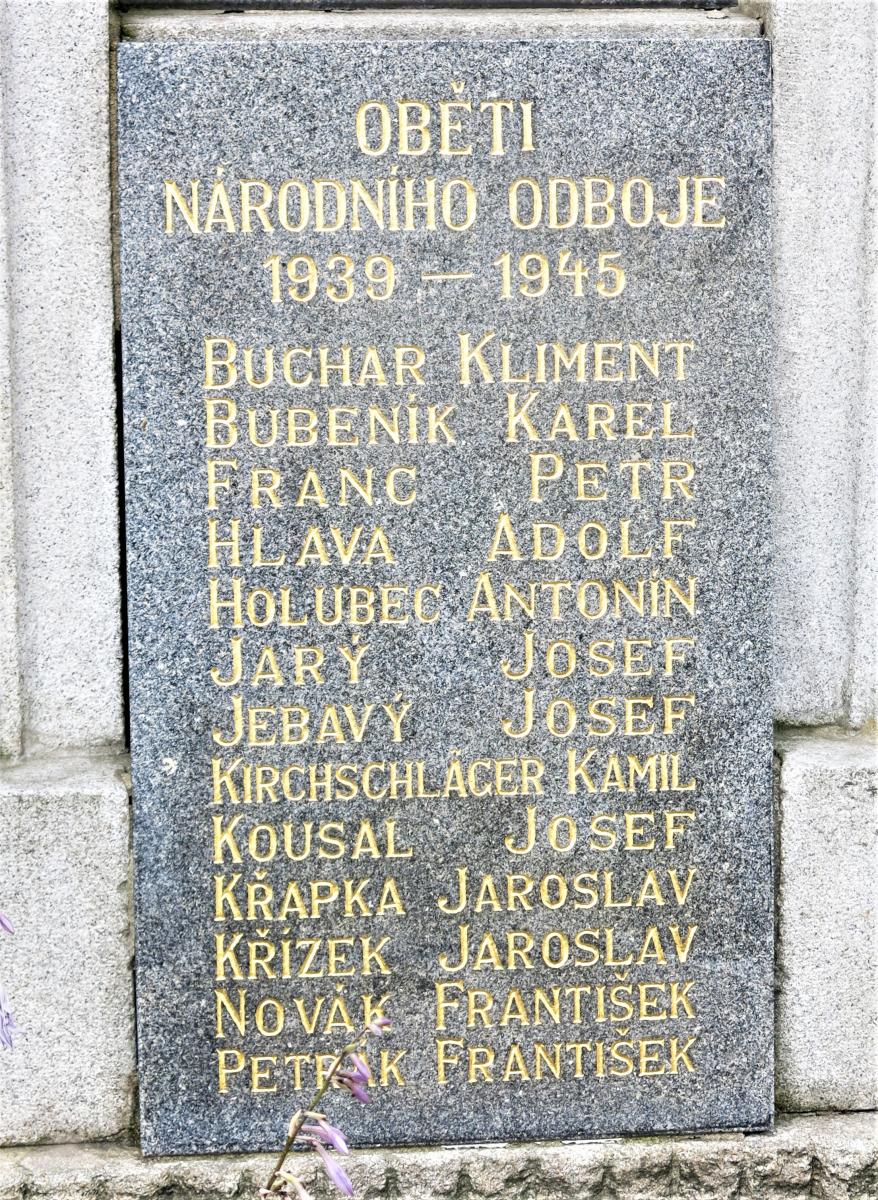 OBĚTI
NÁRODNÍHO ODBOJE
1939 — 1945
BUCHAR KLIMENT
BUBENÍK KAREL
FRANC PETR
HLAVA ADOLF
HOLUBEC ANTONÍN
JARÝ JOSEF
JEBAVÝ JOSEF
KIRCHSCHLÄGER KAMIL
KOUSAL JOSEF
KŘAPKA JAROSLAV
KŘÍZEK JAROSLAV
NOVÁK FRANTIŠEK
PETRÁK FRANTIŠEK